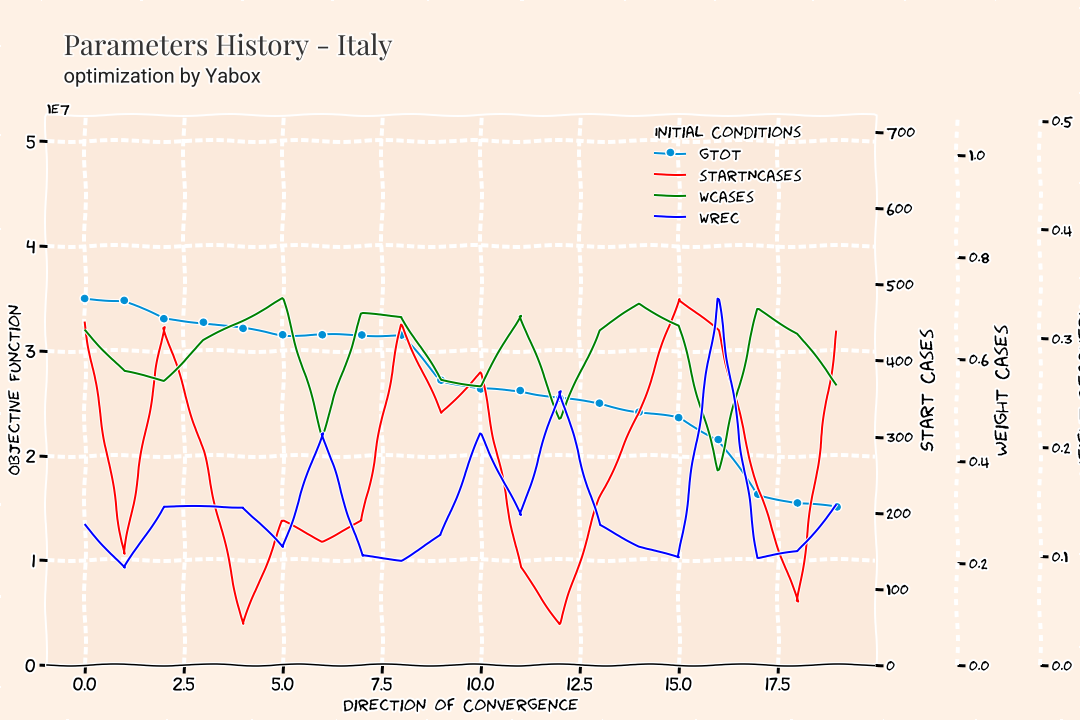 Parameters History - Italy
optimization by Yabox
1E7
INITIAL CONDITIONS
GTOT
STARTNCASES
WCASES
WREC
5
4
3
2
1
0
OBJECTIVE FUNCTION
0.0 2.5 5.0 7.5 10.0 12.5 15.0 17.5
DIRECTION OF CONVERGENCE
700
600
500
400
300
200
100
0
START CASES
1.0
0.8
0.6
0.4
0.2
0.0
WEIGHT CASES
0.5
0.4
0.3
0.2
0.1
0.0